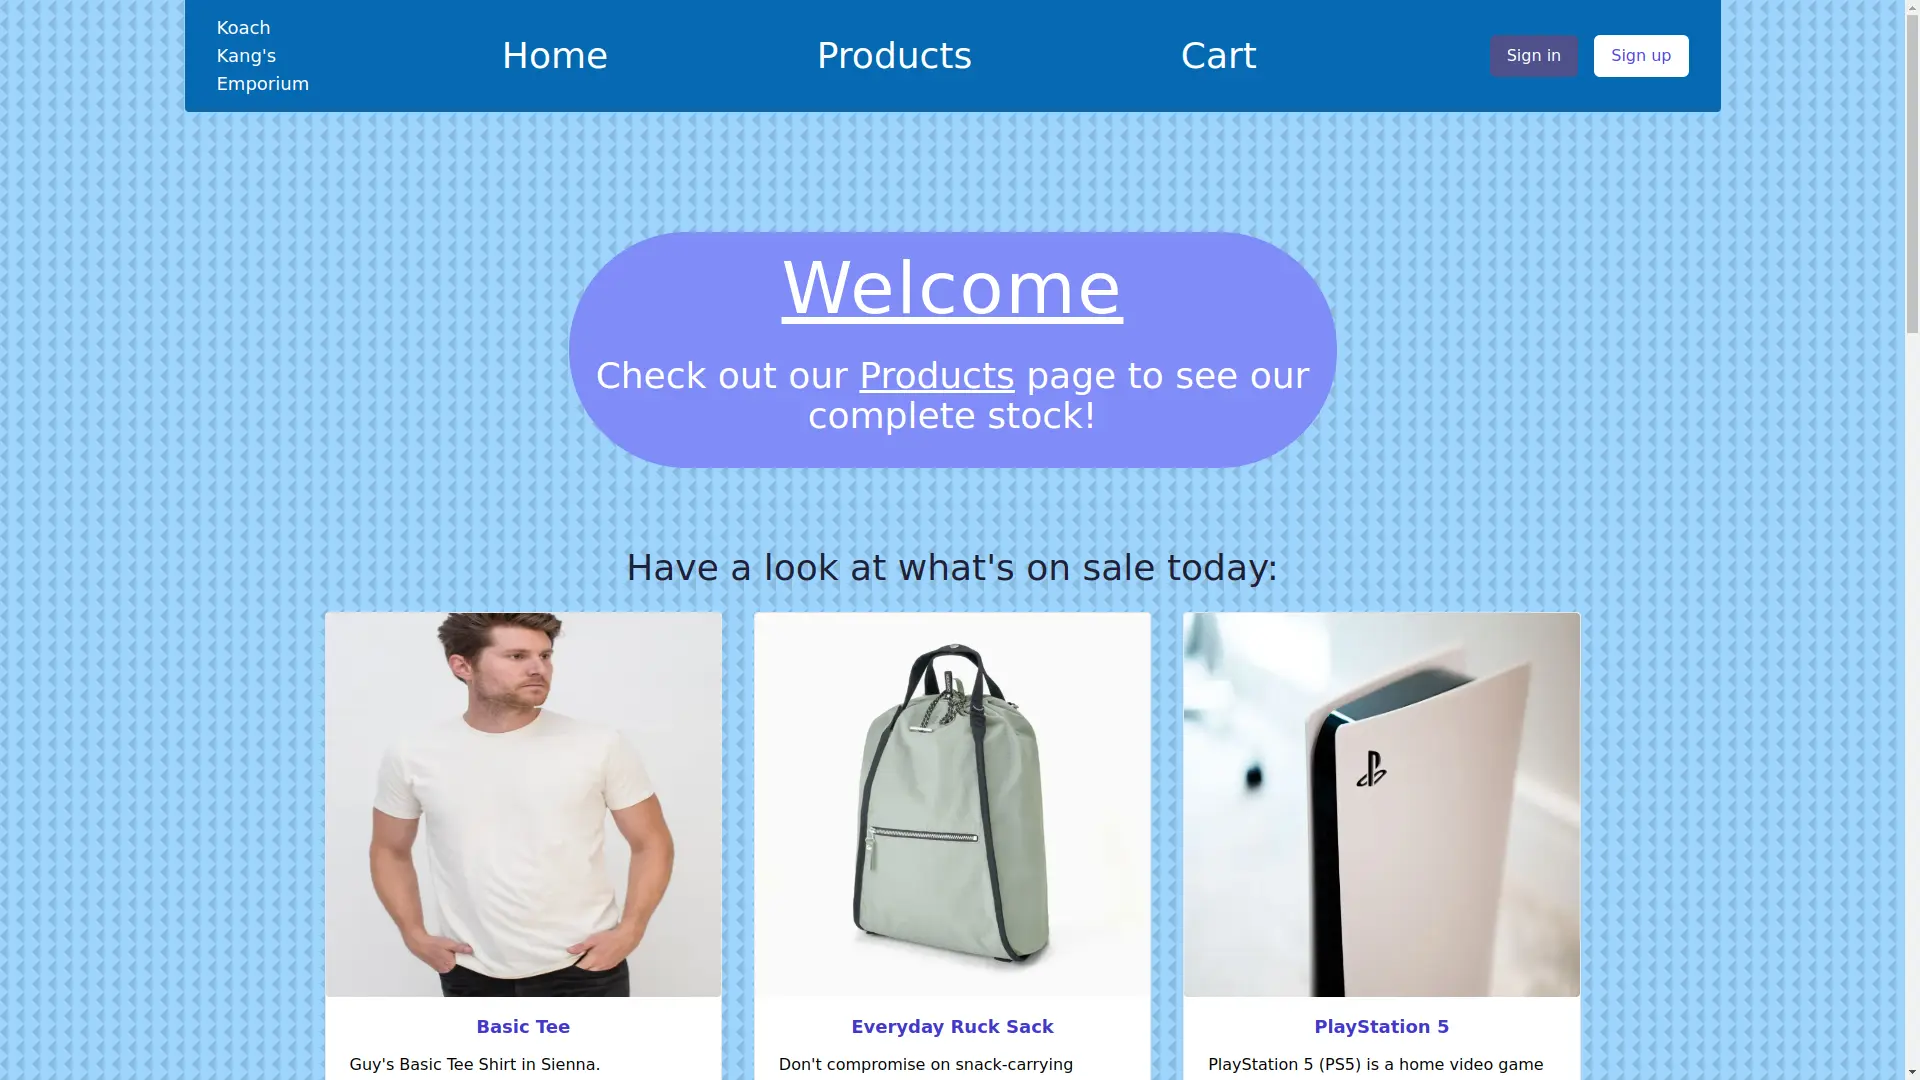 Koach
Kang's
Emporium
Home
Products
Cart
Sign in
Sign up
Welcome
Check out our Products page to see our
complete stock!
Have a look at what's on sale today:
Basic Tee
Guy's Basic Tee Shirt in Sienna.
Everyday Ruck Sack
Don't compromise on snack-carrying
PlayStation 5
PlayStation 5 (PS5) is a home video game